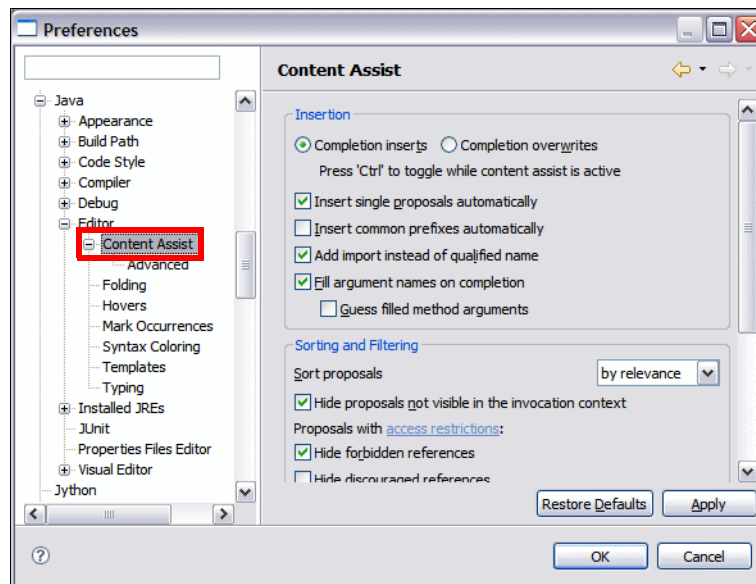 Preferences
Content Assist
Java
Appearance
Build Path
Code Style
Compiler
Debug
Editor
Content Assist
Advanced
Folding
Hovers
Mark Occurrences
Syntax Coloring
Templates
Typing
Installed JREs
JUnit
Properties Files Editor
Visual Editor
Jython
Insertion
Completion inserts Completion overwrites
Press 'Ctrl' to toggle while content assist is active
Insert single proposals automatically
Insert common prefixes automatically
Add import instead of qualified name
Fill argument names on completion
Guess filled method arguments
Sorting and Filtering
Sort proposals by relevance
Hide proposals not visible in the invocation context
Proposals with access restrictions:
Hide forbidden references
Hide discouraged references
Restore Defaults Apply
? OK Cancel